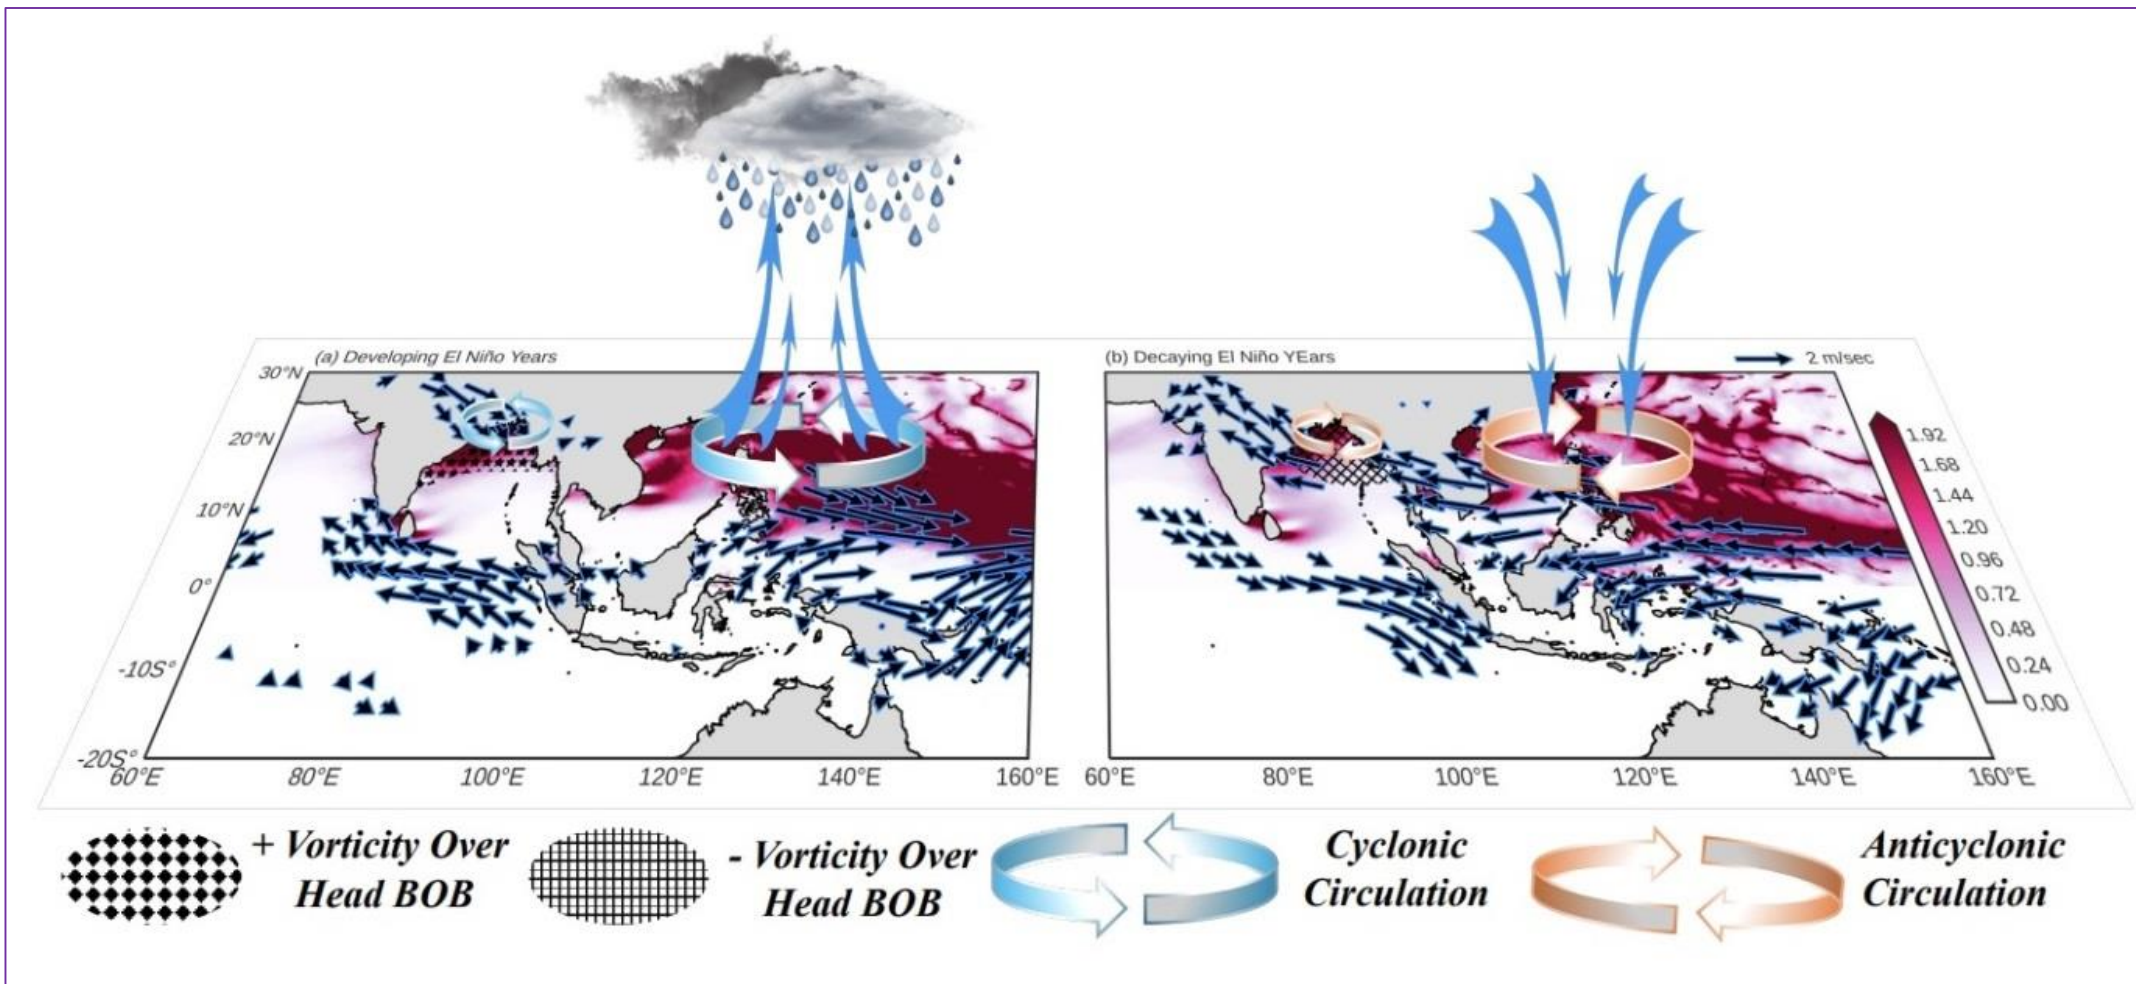 (a) Developing El Niño Years
(b) Decaying El Niño YEars
2 m/sec
30°N
20°N
10°N
0°
-10S°
-20S°
60°E
80°E
100°E
120°E
140°E
160°E
60°E
80°E
100°E
120°E
140°E
160°E
1.92
1.68
1.44
1.20
0.96
0.72
0.48
0.24
0.00
+ Vorticity Over
Head BOB
- Vorticity Over
Head BOB
Cyclonic
Circulation
Anticyclonic
Circulation